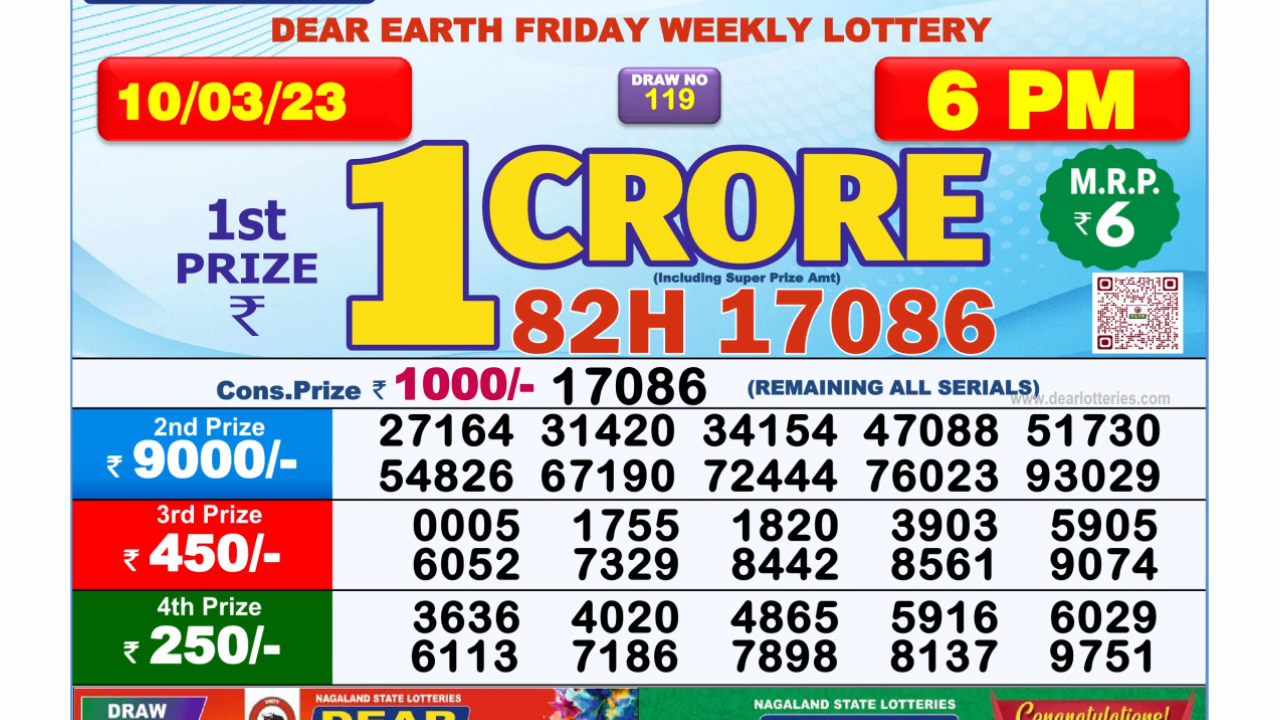 DEAR EARTH FRIDAY WEEKLY LOTTERY
10/03/23
DRAW NO
119
6 PM
1st
PRIZE
₹
1 CRORE
(Including Super Prize Amt)
82H 17086
M.R.P.
₹6
Cons.Prize ₹ 1000/- 17086 (REMAINING ALL SERIALS)
www.dearlotteries.com
2nd Prize
₹ 9000/-
27164 31420 34154 47088 51730
54826 67190 72444 76023 93029
3rd Prize
₹ 450/-
0005 1755 1820 3903 5905
6052 7329 8442 8561 9074
4th Prize
₹ 250/-
3636 4020 4865 5916 6029
6113 7186 7898 8137 9751
DRAW
NAGALAND STATE LOTTERIES
DEAR
NAGALAND STATE LOTTERIES
Congratulations!